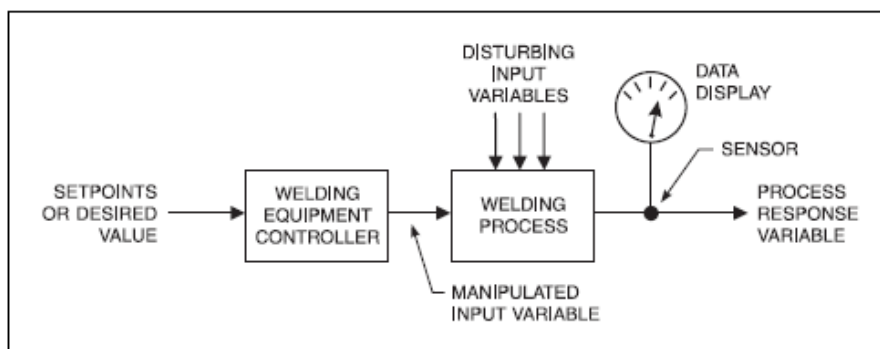 DISTURBING
INPUT
VARIABLES
DATA
DISPLAY
SENSOR
SETPOINTS
OR DESIRED
VALUE
WELDING
EQUIPMENT
CONTROLLER
WELDING
PROCESS
PROCESS
RESPONSE
VARIABLE
MANIPULATED
INPUT VARIABLE